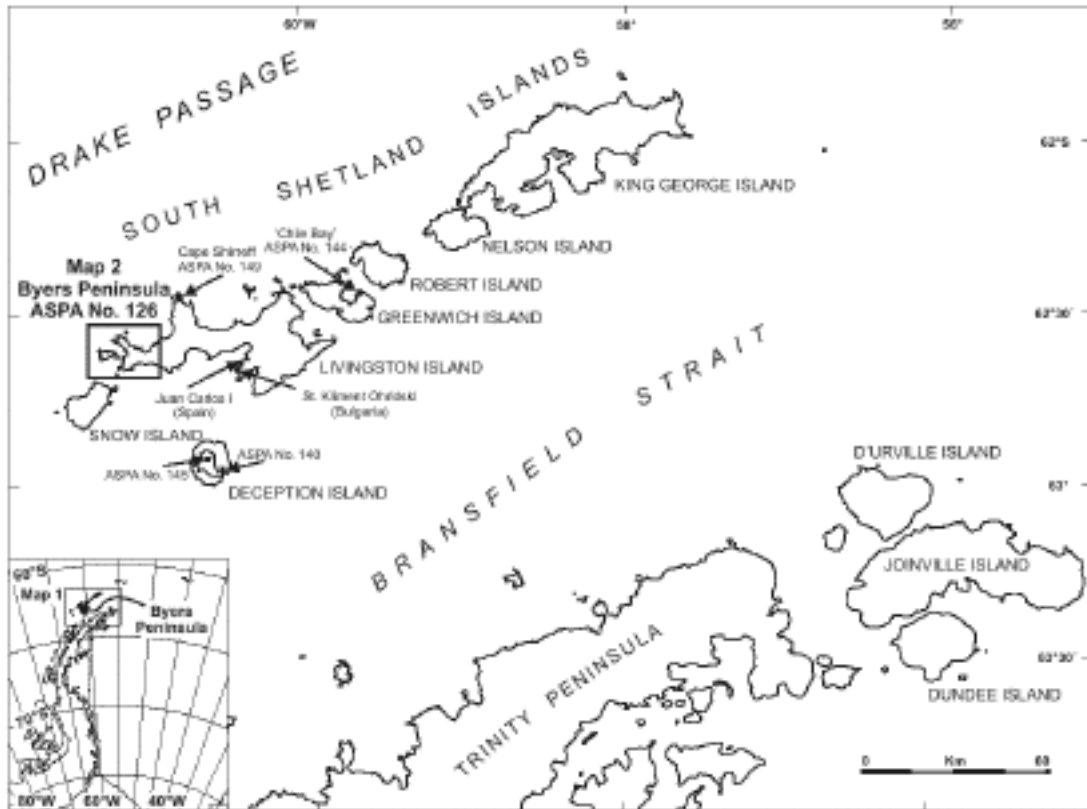 60°W
58°
56°
DRAKE PASSAGE
SOUTH SHETLAND ISLANDS
62°S
KING GEORGE ISLAND
NELSON ISLAND
'Chile Bay'
ASPA No. 144
Cape Shirreff
ASPA No. 149
ROBERT ISLAND
Map 2
Byers Peninsula
ASPA No. 126
GREENWICH ISLAND
62°30'
LIVINGSTON ISLAND
Juan Carlos I
(Spain)
St. Kliment Ohridski
(Bulgaria)
SNOW ISLAND
ASPA No. 140
ASPA No. 145
DECEPTION ISLAND
BRANSFIELD STRAIT
D'URVILLE ISLAND
63°
JOINVILLE ISLAND
TRINITY PENINSULA
63°30'
DUNDEE ISLAND
0 Km 60
60°S
Map 1
Byers
Peninsula
70°S
80°W 60°W 40°W